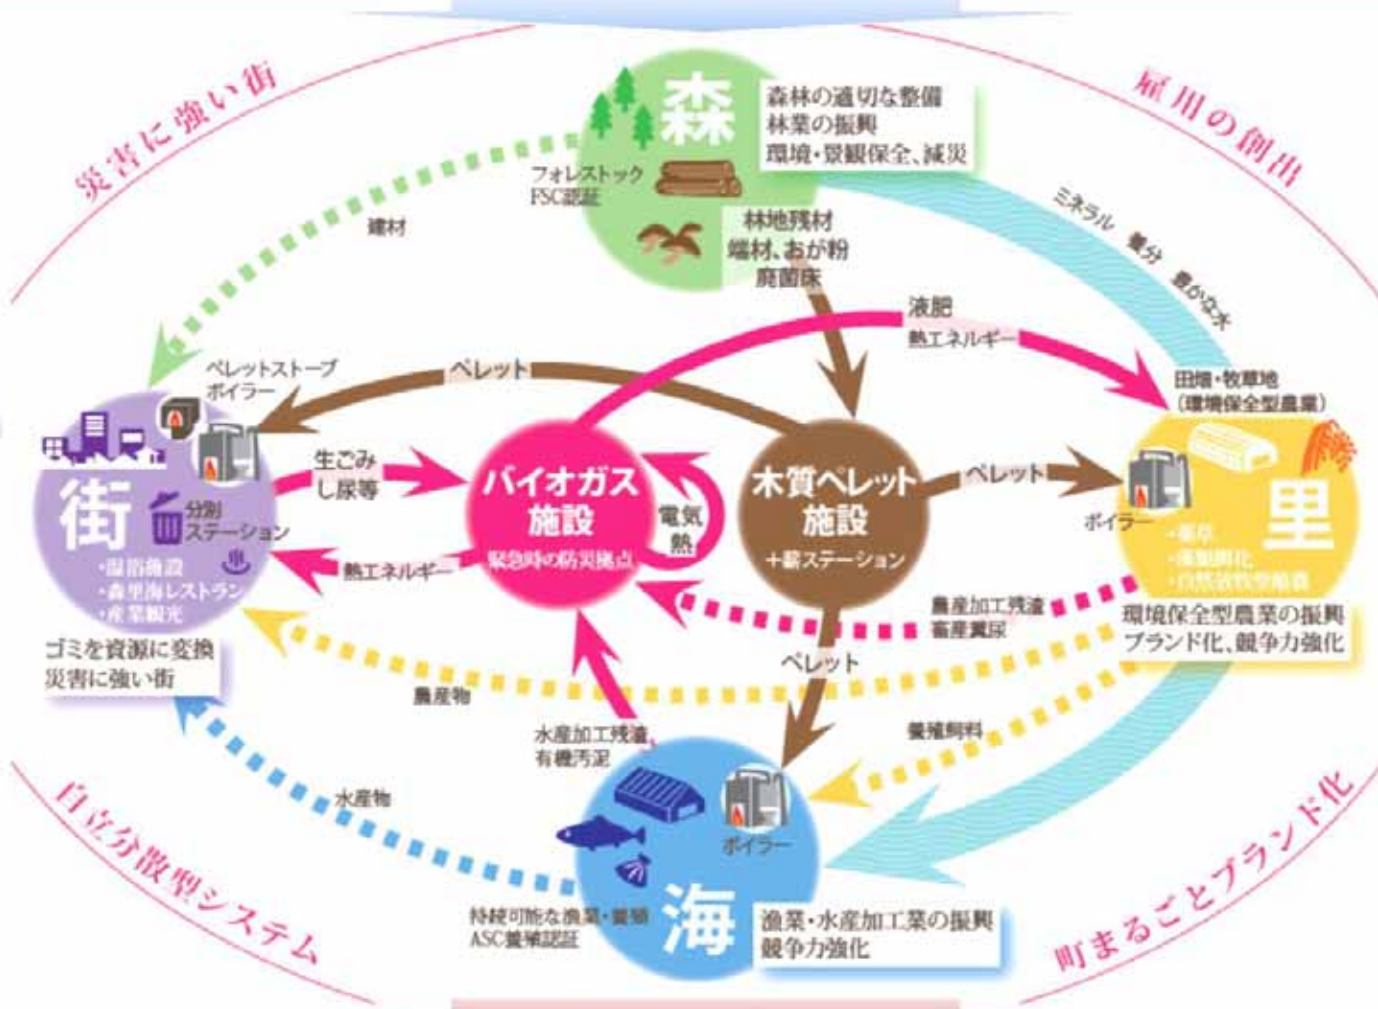 災害に強い街
雇用の創出
森
森林の適切な整備
林業の振興
環境・景観保全、減災
フォレストック
FSC認証
林地残材
端材、おが粉
廃菌床
建材
ミネラル 養分 豊かな水
液肥
熱エネルギー
ペレットストーブ
ボイラー
ペレット
田畑・牧草地
（環境保全型農業）
街
分別
ステーション
・温浴施設
・森里海レストラン
・産業観光
ゴミを資源に変換
災害に強い街
生ごみ
し尿等
熱エネルギー
バイオガス
施設
緊急時の防災拠点
電気
熱
木質ペレット
施設
＋薪ステーション
ペレット
ボイラー
里
・薬草
・自然放牧型酪農
環境保全型農業の振興
ブランド化、競争力強化
農産加工残渣
畜産糞尿
ペレット
農産物
養殖飼料
水産加工残渣、
有機汚泥
水産物
ボイラー
海
持続可能な漁業・養殖
ASC養殖認証
漁業・水産加工業の振興
競争力強化
自立分散型システム
町まるごとブランド化